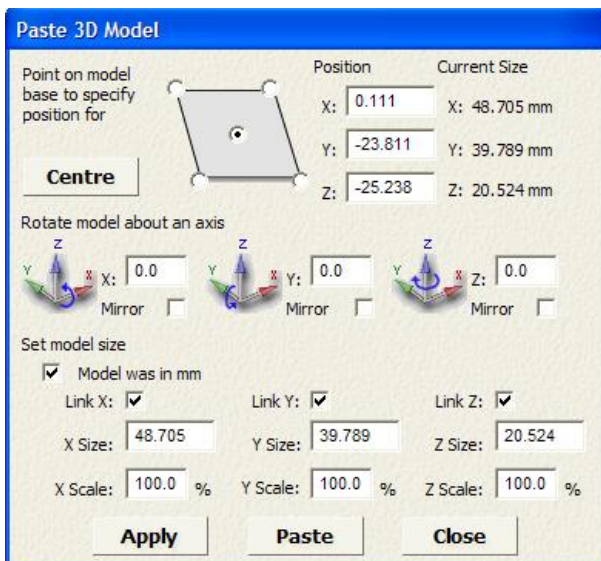 Paste 3D Model
Point on model
base to specify
position for
Centre
Position
Current Size
X: 0.111
X: 48.705 mm
Y: -23.811
Y: 39.789 mm
Z: -25.238
Z: 20.524 mm
Rotate model about an axis
Z
Y
X
X: 0.0
Mirror
Z
Y
X
Y: 0.0
Mirror
Z
Y
X
Z: 0.0
Mirror
Set model size
Model was in mm
Link X:
Link Y:
Link Z:
X Size: 48.705
Y Size: 39.789
Z Size: 20.524
X Scale: 100.0 %
Y Scale: 100.0 %
Z Scale: 100.0 %
Apply
Paste
Close